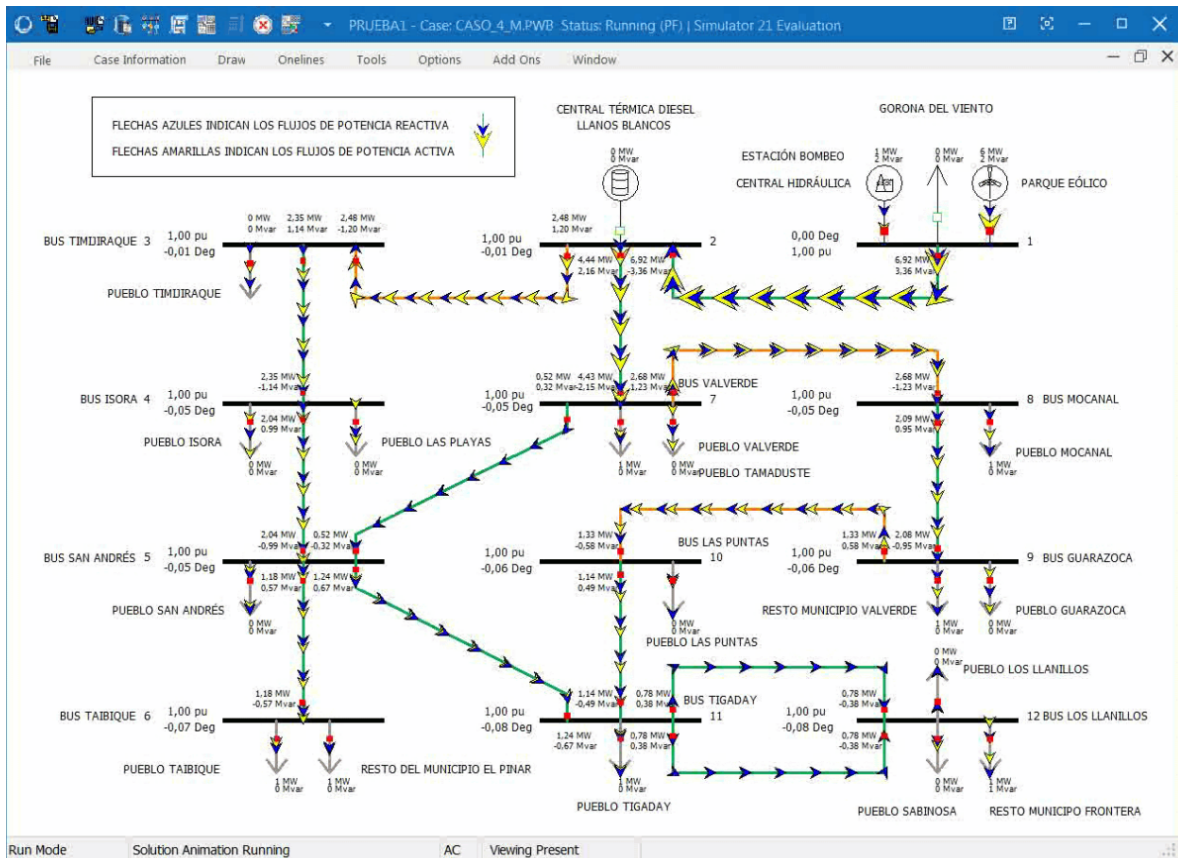 PRUEBA1 - Case: CASO_4_M.PWB Status: Running (PF) | Simulator 21 Evaluation
File Case Information Draw Onelines Tools Options Add Ons Window
FLECHAS AZULES INDICAN LOS FLUJOS DE POTENCIA REACTIVA
FLECHAS AMARILLAS INDICAN LOS FLUJOS DE POTENCIA ACTIVA
CENTRAL TÉRMICA DIESEL
LLANOS BLANCOS
0 MW
0 Mvar
GORONA DEL VIENTO
ESTACIÓN BOMBEO
CENTRAL HIDRÁULICA
1 MW
2 Mvar
0 MW
0 Mvar
6 MW
2 Mvar
PARQUE EÓLICO
BUS TIMIJIRAQUE 3
1,00 pu
-0,01 Deg
0 MW
0 Mvar
2,35 MW
1,14 Mvar
2,48 MW
-1,20 Mvar
PUEBLO TIMIJIRAQUE
1,00 pu
-0,01 Deg
2,48 MW
1,20 Mvar
2
4,44 MW
2,16 Mvar
6,92 MW
-3,36 Mvar
0,00 Deg
1,00 pu
1
6,92 MW
3,36 Mvar
BUS ISORA 4
1,00 pu
-0,05 Deg
2,35 MW
-1,14 Mvar
2,04 MW
0,99 Mvar
PUEBLO ISORA
0 MW
0 Mvar
PUEBLO LAS PLAYAS
0 MW
0 Mvar
1,00 pu
-0,05 Deg
0,52 MW
0,32 Mvar
4,43 MW
-2,15 Mvar
2,68 MW
1,23 Mvar
BUS VALVERDE
7
PUEBLO VALVERDE
1 MW
0 Mvar
0 MW
0 Mvar
PUEBLO TAMADUSTE
1,00 pu
-0,05 Deg
2,68 MW
-1,23 Mvar
2,09 MW
0,95 Mvar
8 BUS MOCANAL
PUEBLO MOCANAL
1 MW
0 Mvar
BUS SAN ANDRÉS 5
1,00 pu
-0,05 Deg
2,04 MW
-0,99 Mvar
0,52 MW
-0,32 Mvar
1,18 MW
0,57 Mvar
1,24 MW
0,67 Mvar
PUEBLO SAN ANDRÉS
0 MW
0 Mvar
1,00 pu
-0,06 Deg
1,33 MW
-0,58 Mvar
1,14 MW
0,49 Mvar
BUS LAS PUNTAS
10
0 MW
0 Mvar
PUEBLO LAS PUNTAS
1,00 pu
-0,06 Deg
1,33 MW
0,58 Mvar
2,08 MW
-0,95 Mvar
9 BUS GUARAZOCA
RESTO MUNICIPIO VALVERDE
1 MW
0 Mvar
PUEBLO GUARAZOCA
0 MW
0 Mvar
BUS TAIBIQUE 6
1,00 pu
-0,07 Deg
1,18 MW
-0,57 Mvar
PUEBLO TAIBIQUE
1 MW
0 Mvar
1 MW
0 Mvar
RESTO DEL MUNICIPIO EL PINAR
1,00 pu
-0,08 Deg
1,14 MW
-0,49 Mvar
0,78 MW
0,38 Mvar
BUS TIGADAY
11
1,24 MW
-0,67 Mvar
0,78 MW
0,38 Mvar
1 MW
0 Mvar
PUEBLO TIGADAY
0 MW
0 Mvar
PUEBLO LOS LLANILLOS
1,00 pu
-0,08 Deg
0,78 MW
-0,38 Mvar
0,78 MW
-0,38 Mvar
12 BUS LOS LLANILLOS
0 MW
0 Mvar
1 MW
1 Mvar
PUEBLO SABINOSA
RESTO MUNICIPO FRONTERA
Run Mode Solution Animation Running AC Viewing Present